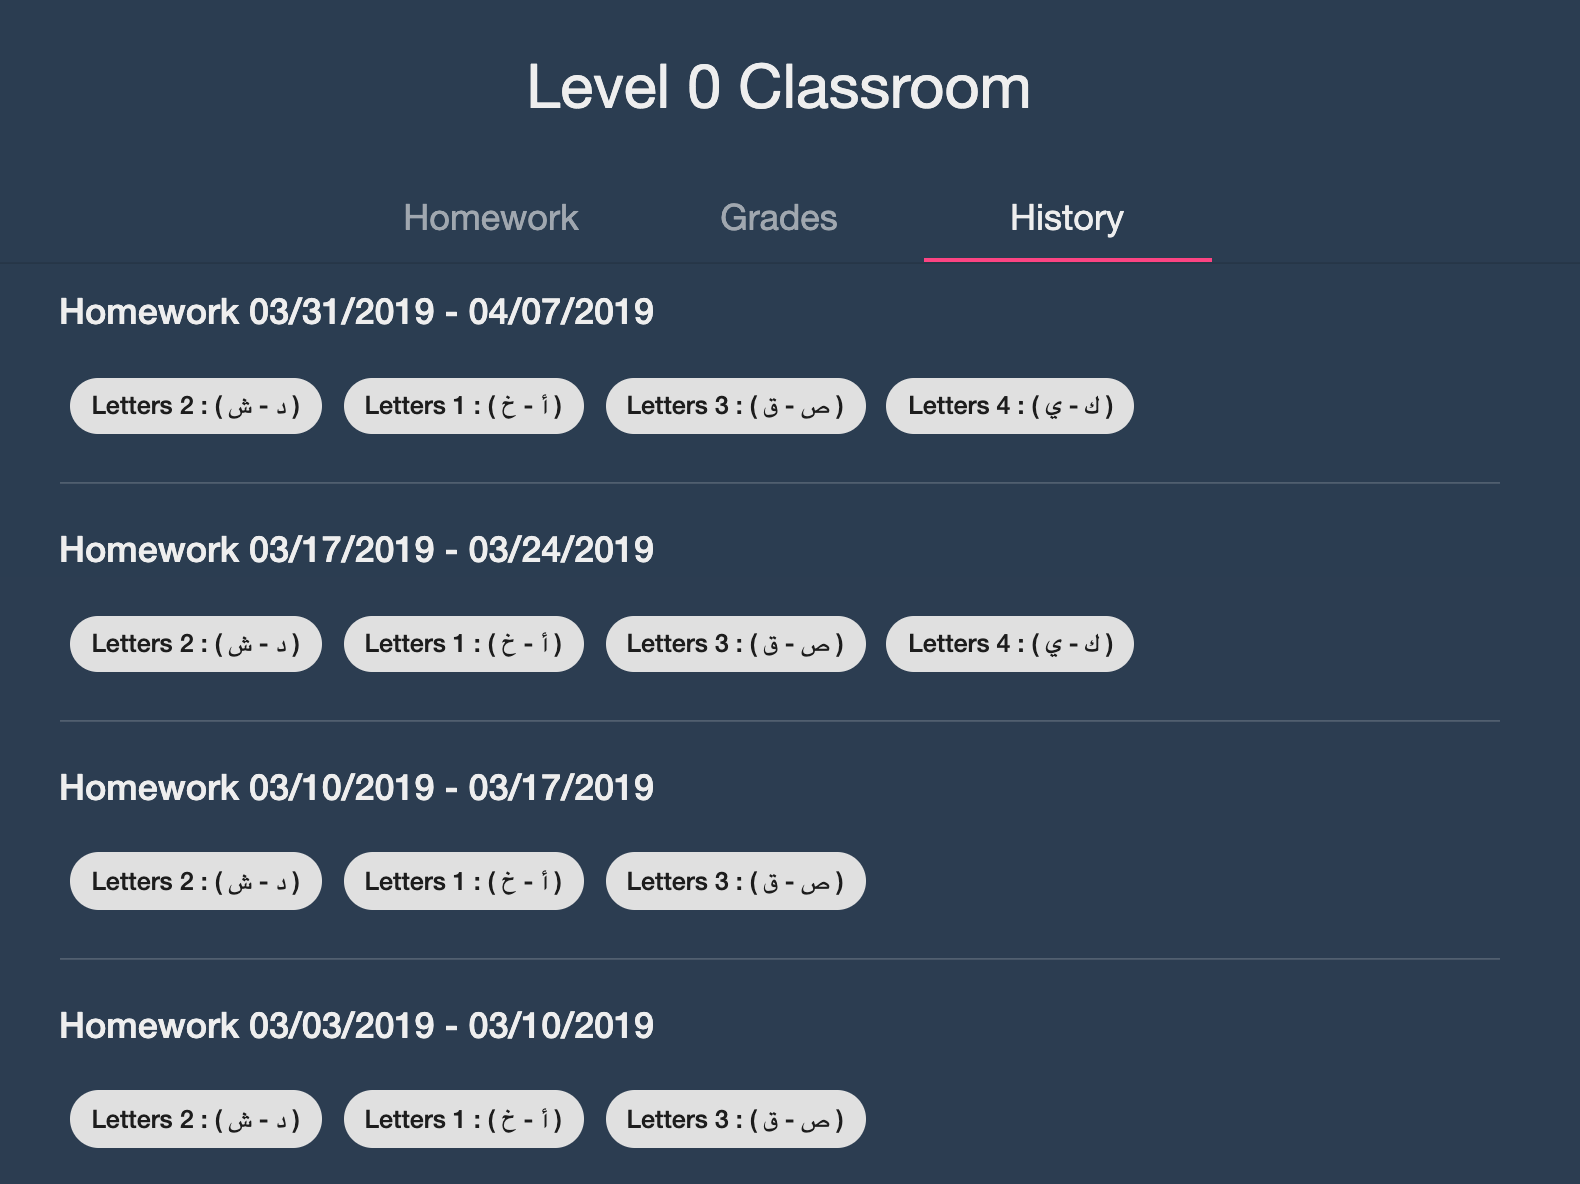 Level 0 Classroom
Homework Grades History
Homework 03/31/2019 - 04/07/2019
Letters 2 : ( د - ش ) Letters 1 : ( أ - خ ) Letters 3 : ( ص - ق ) Letters 4 : ( ك - ي )
Homework 03/17/2019 - 03/24/2019
Letters 2 : ( د - ش ) Letters 1 : ( أ - خ ) Letters 3 : ( ص - ق ) Letters 4 : ( ك - ي )
Homework 03/10/2019 - 03/17/2019
Letters 2 : ( د - ش ) Letters 1 : ( أ - خ ) Letters 3 : ( ص - ق )
Homework 03/03/2019 - 03/10/2019
Letters 2 : ( د - ش ) Letters 1 : ( أ - خ ) Letters 3 : ( ص - ق )